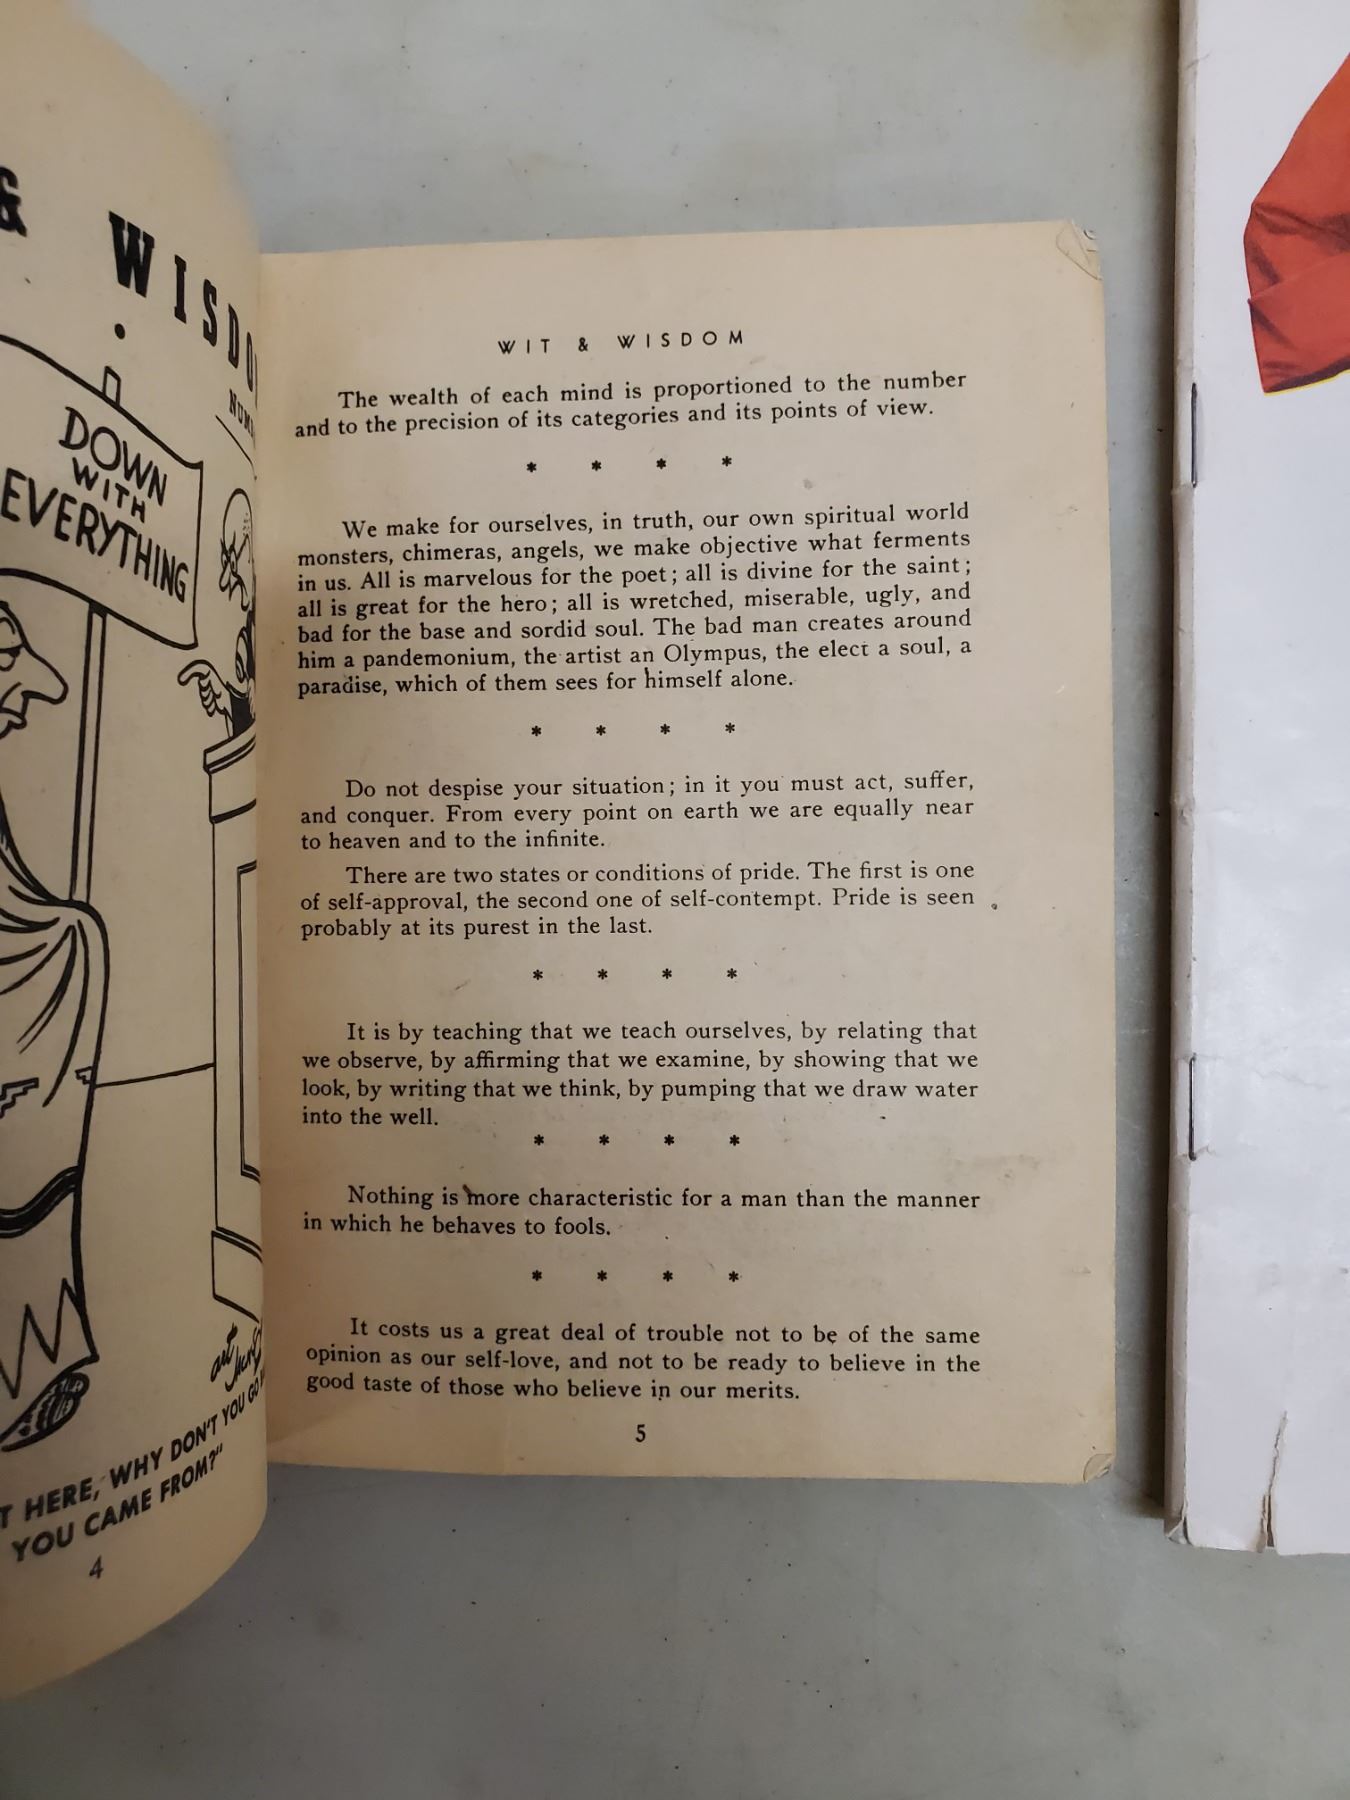 & WISDO
DOWN
WITH
EVERYTHING
art
T HERE, WHY DON'T YOU GO
YOU CAME FROM?"
4
WIT & WISDOM
The wealth of each mind is proportioned to the number
and to the precision of its categories and its points of view.
* * * *
We make for ourselves, in truth, our own spiritual world
monsters, chimeras, angels, we make objective what ferments
in us. All is marvelous for the poet; all is divine for the saint;
all is great for the hero; all is wretched, miserable, ugly, and
bad for the base and sordid soul. The bad man creates around
him a pandemonium, the artist an Olympus, the elect a soul, a
paradise, which of them sees for himself alone.
* * * *
Do not despise your situation; in it you must act, suffer,
and conquer. From every point on earth we are equally near
to heaven and to the infinite.
There are two states or conditions of pride. The first is one
of self-approval, the second one of self-contempt. Pride is seen
probably at its purest in the last.
* * * *
It is by teaching that we teach ourselves, by relating that
we observe, by affirming that we examine, by showing that we
look, by writing that we think, by pumping that we draw water
into the well.
* * * *
Nothing is more characteristic for a man than the manner
in which he behaves to fools.
* * * *
It costs us a great deal of trouble not to be of the same
opinion as our self-love, and not to be ready to believe in the
good taste of those who believe in our merits.
5